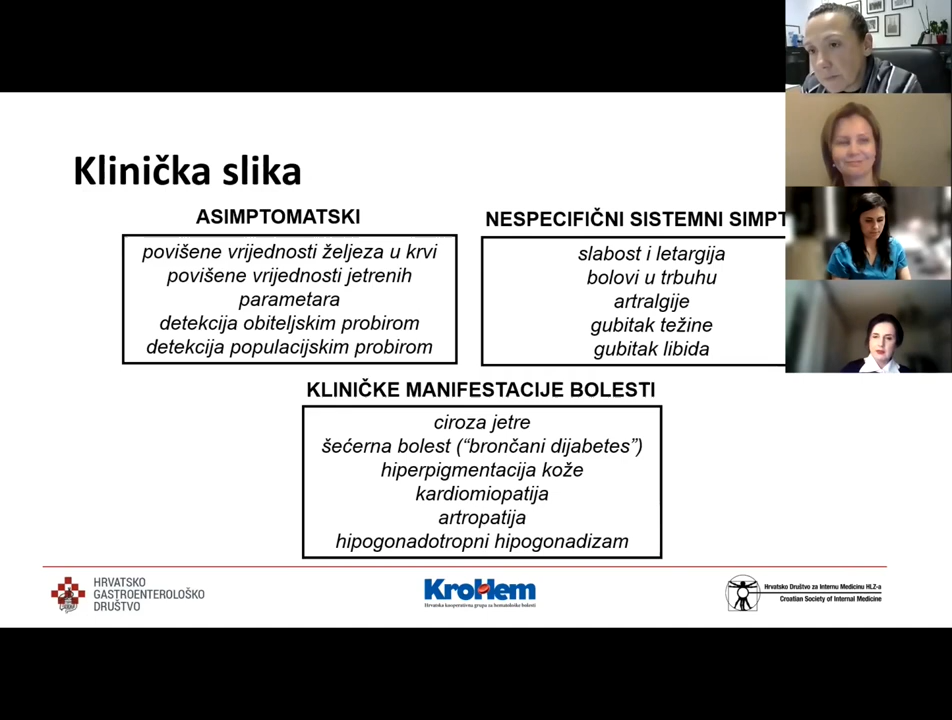 Klinička slika
ASIMPTOMATSKI
povišene vrijednosti željeza u krvi
povišene vrijednosti jetrenih
parametara
detekcija obiteljskim probirom
detekcija populacijskim probirom
NESPECIFIČNI SISTEMNI SIMPT
slabost i letargija
bolovi u trbuhu
artralgije
gubitak težine
gubitak libida
KLINIČKE MANIFESTACIJE BOLESTI
ciroza jetre
šećerna bolest (“brončani dijabetes”)
hiperpigmentacija kože
kardiomiopatija
artropatija
hipogonadotropni hipogonadizam
HRVATSKO
GASTROENTEROLOŠKO
DRUŠTVO
KroHem
Hrvatska kooperativna grupa za hematološke bolesti
Hrvatsko Društvo za Internu Medicinu HLZ-a
Croatian Society of Internal Medicine